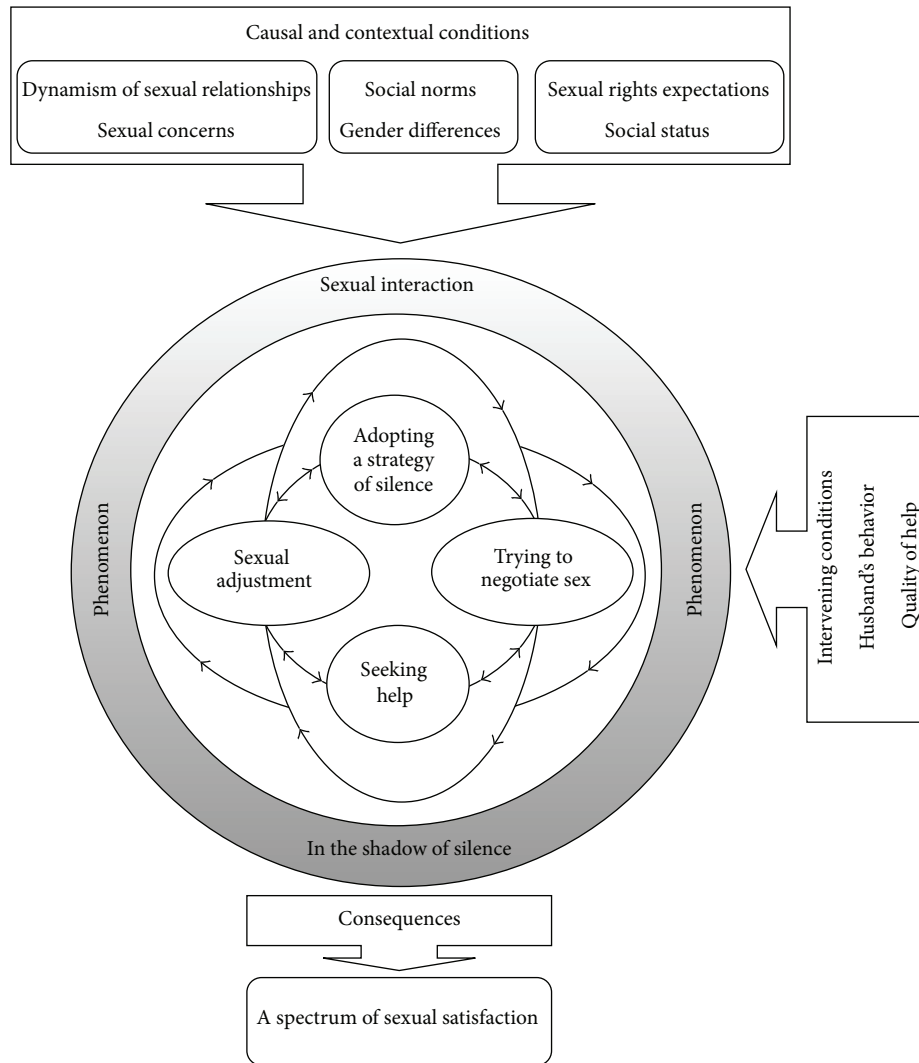 Causal and contextual conditions
Dynamism of sexual relationships
Sexual concerns
Social norms
Gender differences
Sexual rights expectations
Social status
Sexual interaction
Phenomenon
Adopting
a strategy
of silence
Sexual
adjustment
Trying to
negotiate sex
Seeking
help
Phenomenon
In the shadow of silence
Intervening conditions
Husband's behavior
Quality of help
Consequences
A spectrum of sexual satisfaction